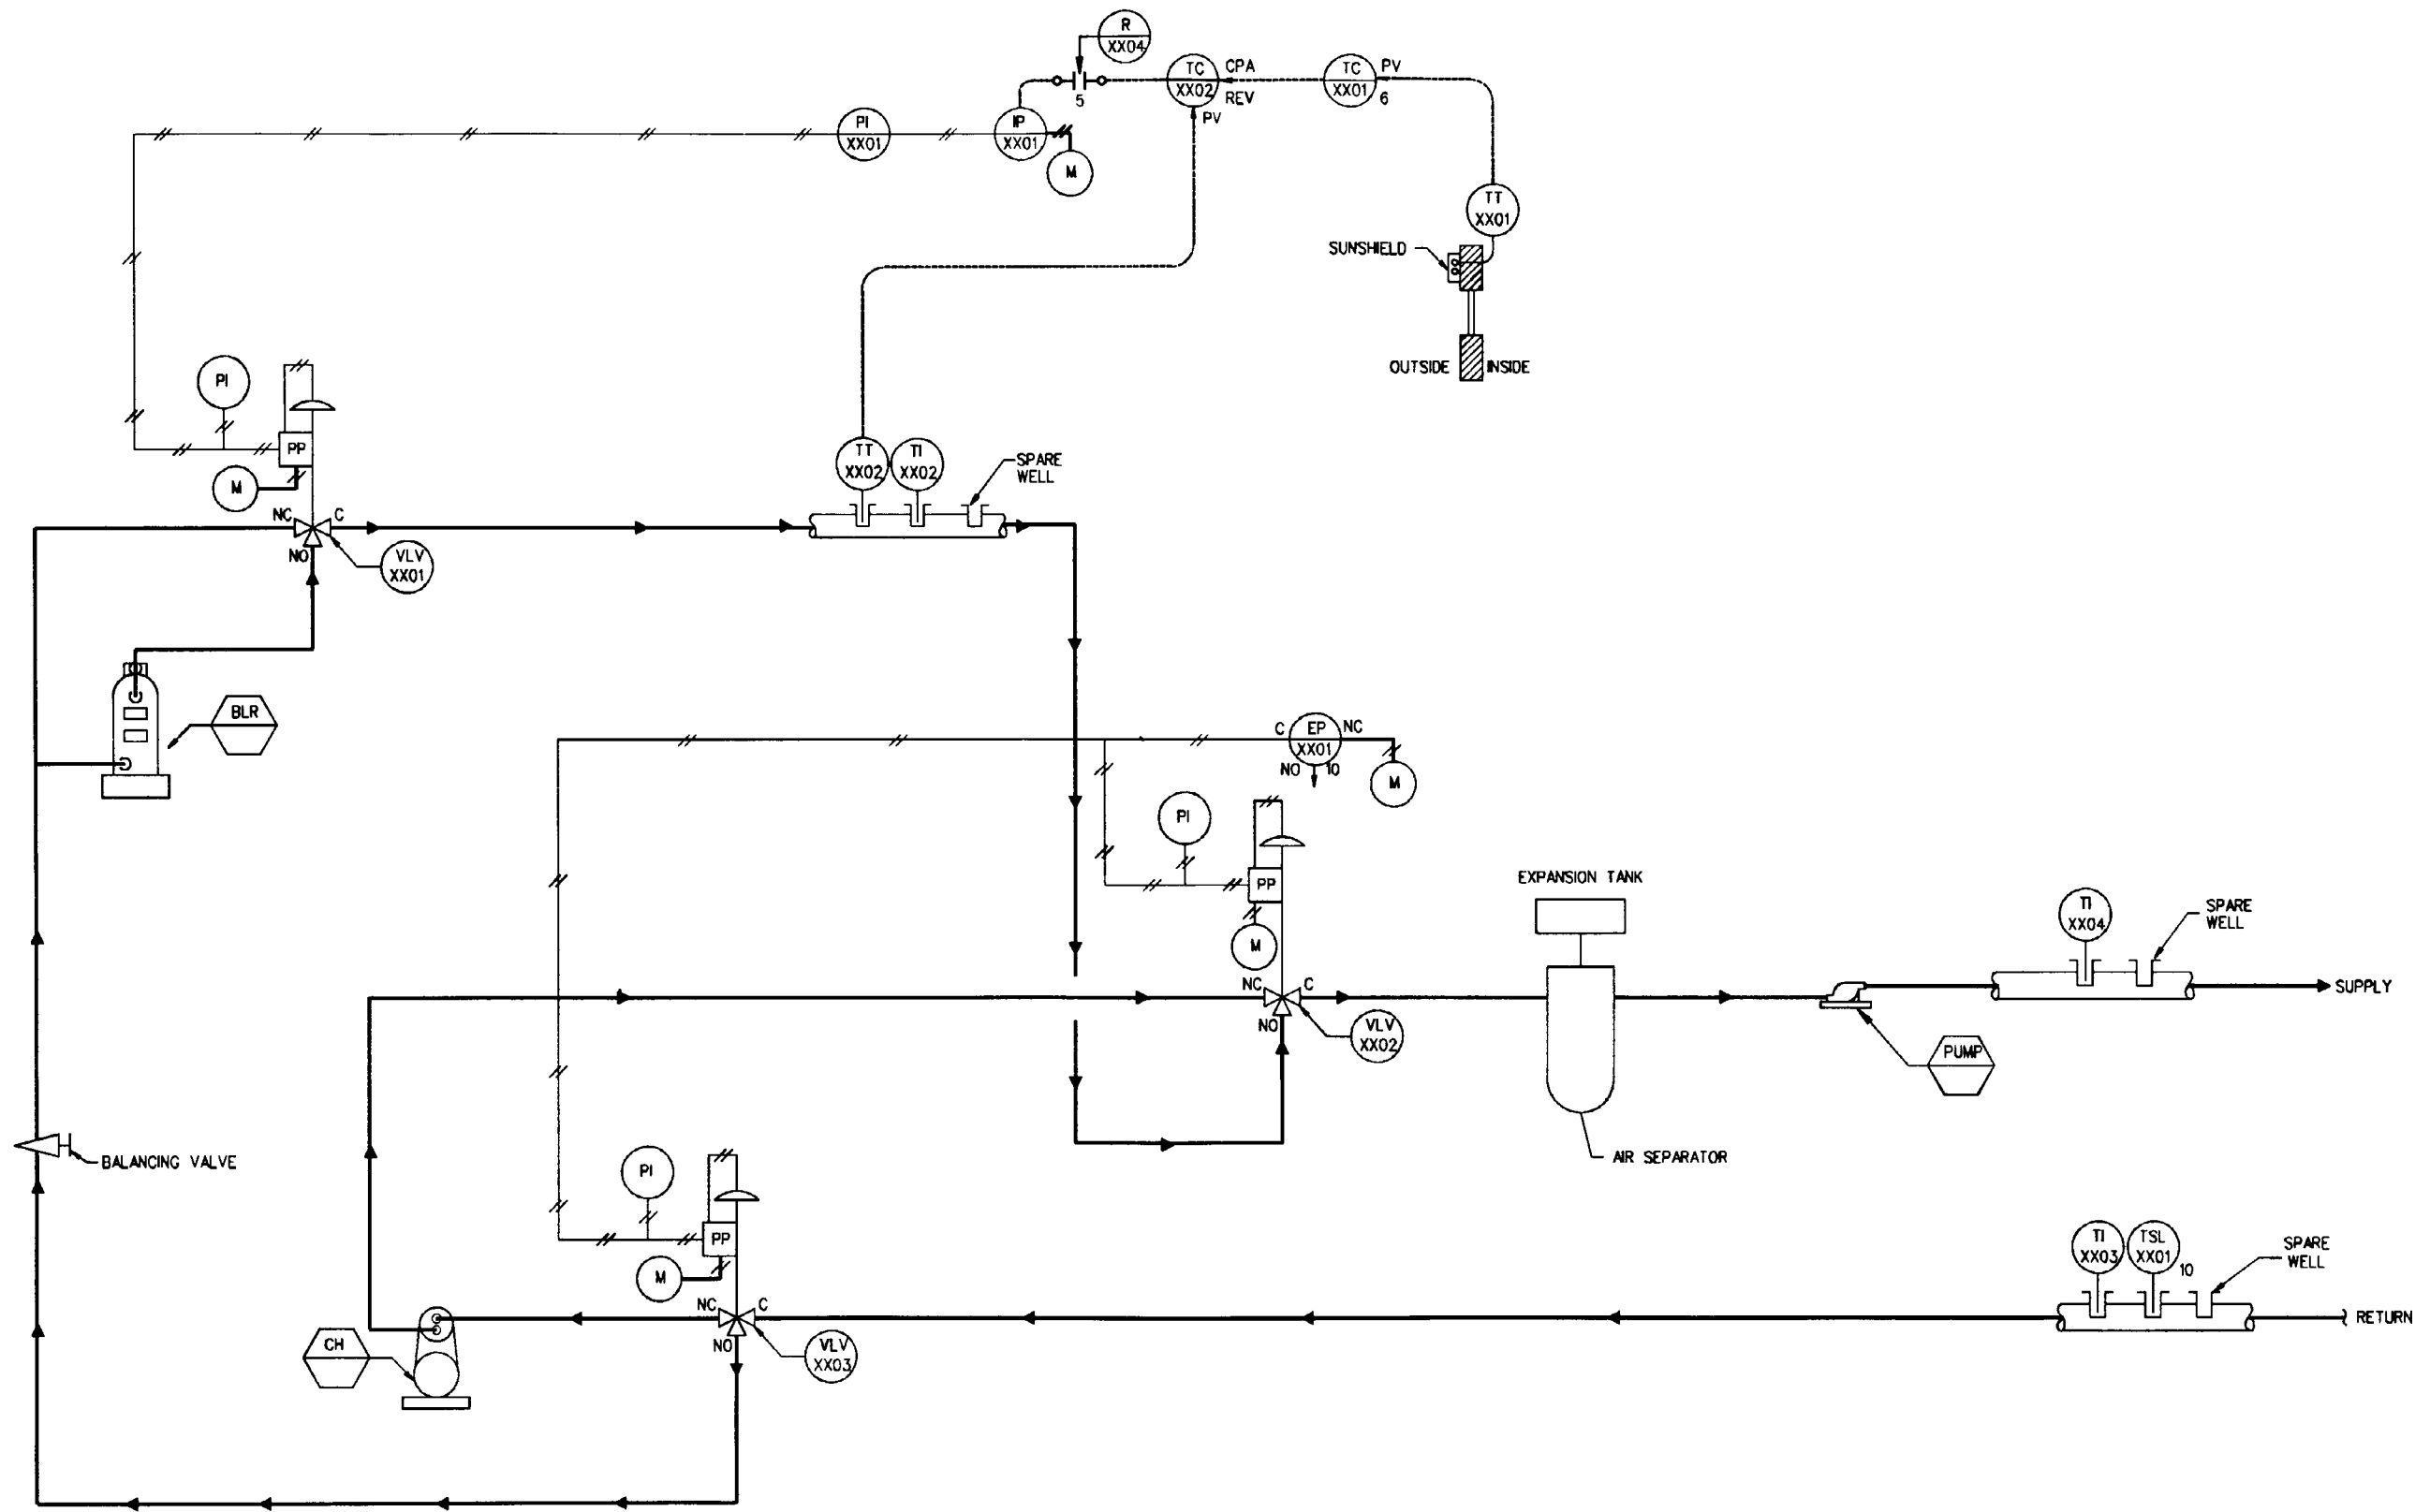 R
XX04
TC
XX02
CPA
REV
PV
TC
XX01
PV
6
5
PI
XX01
IP
XX01
M
TT
XX01
SUNSHIELD
OUTSIDE
INSIDE
PI
PP
M
TT
XX02
TI
XX02
SPARE
WELL
NC
C
NO
VLV
XX01
BLR
C
EP
XX01
NC
NO
10
M
PI
PP
M
EXPANSION TANK
TI
XX04
SPARE
WELL
NC
C
NO
VLV
XX02
SUPPLY
PUMP
BALANCING VALVE
AIR SEPARATOR
PI
PP
M
TI
XX03
TSL
XX01
10
SPARE
WELL
NC
C
NO
VLV
XX03
CH
RETURN